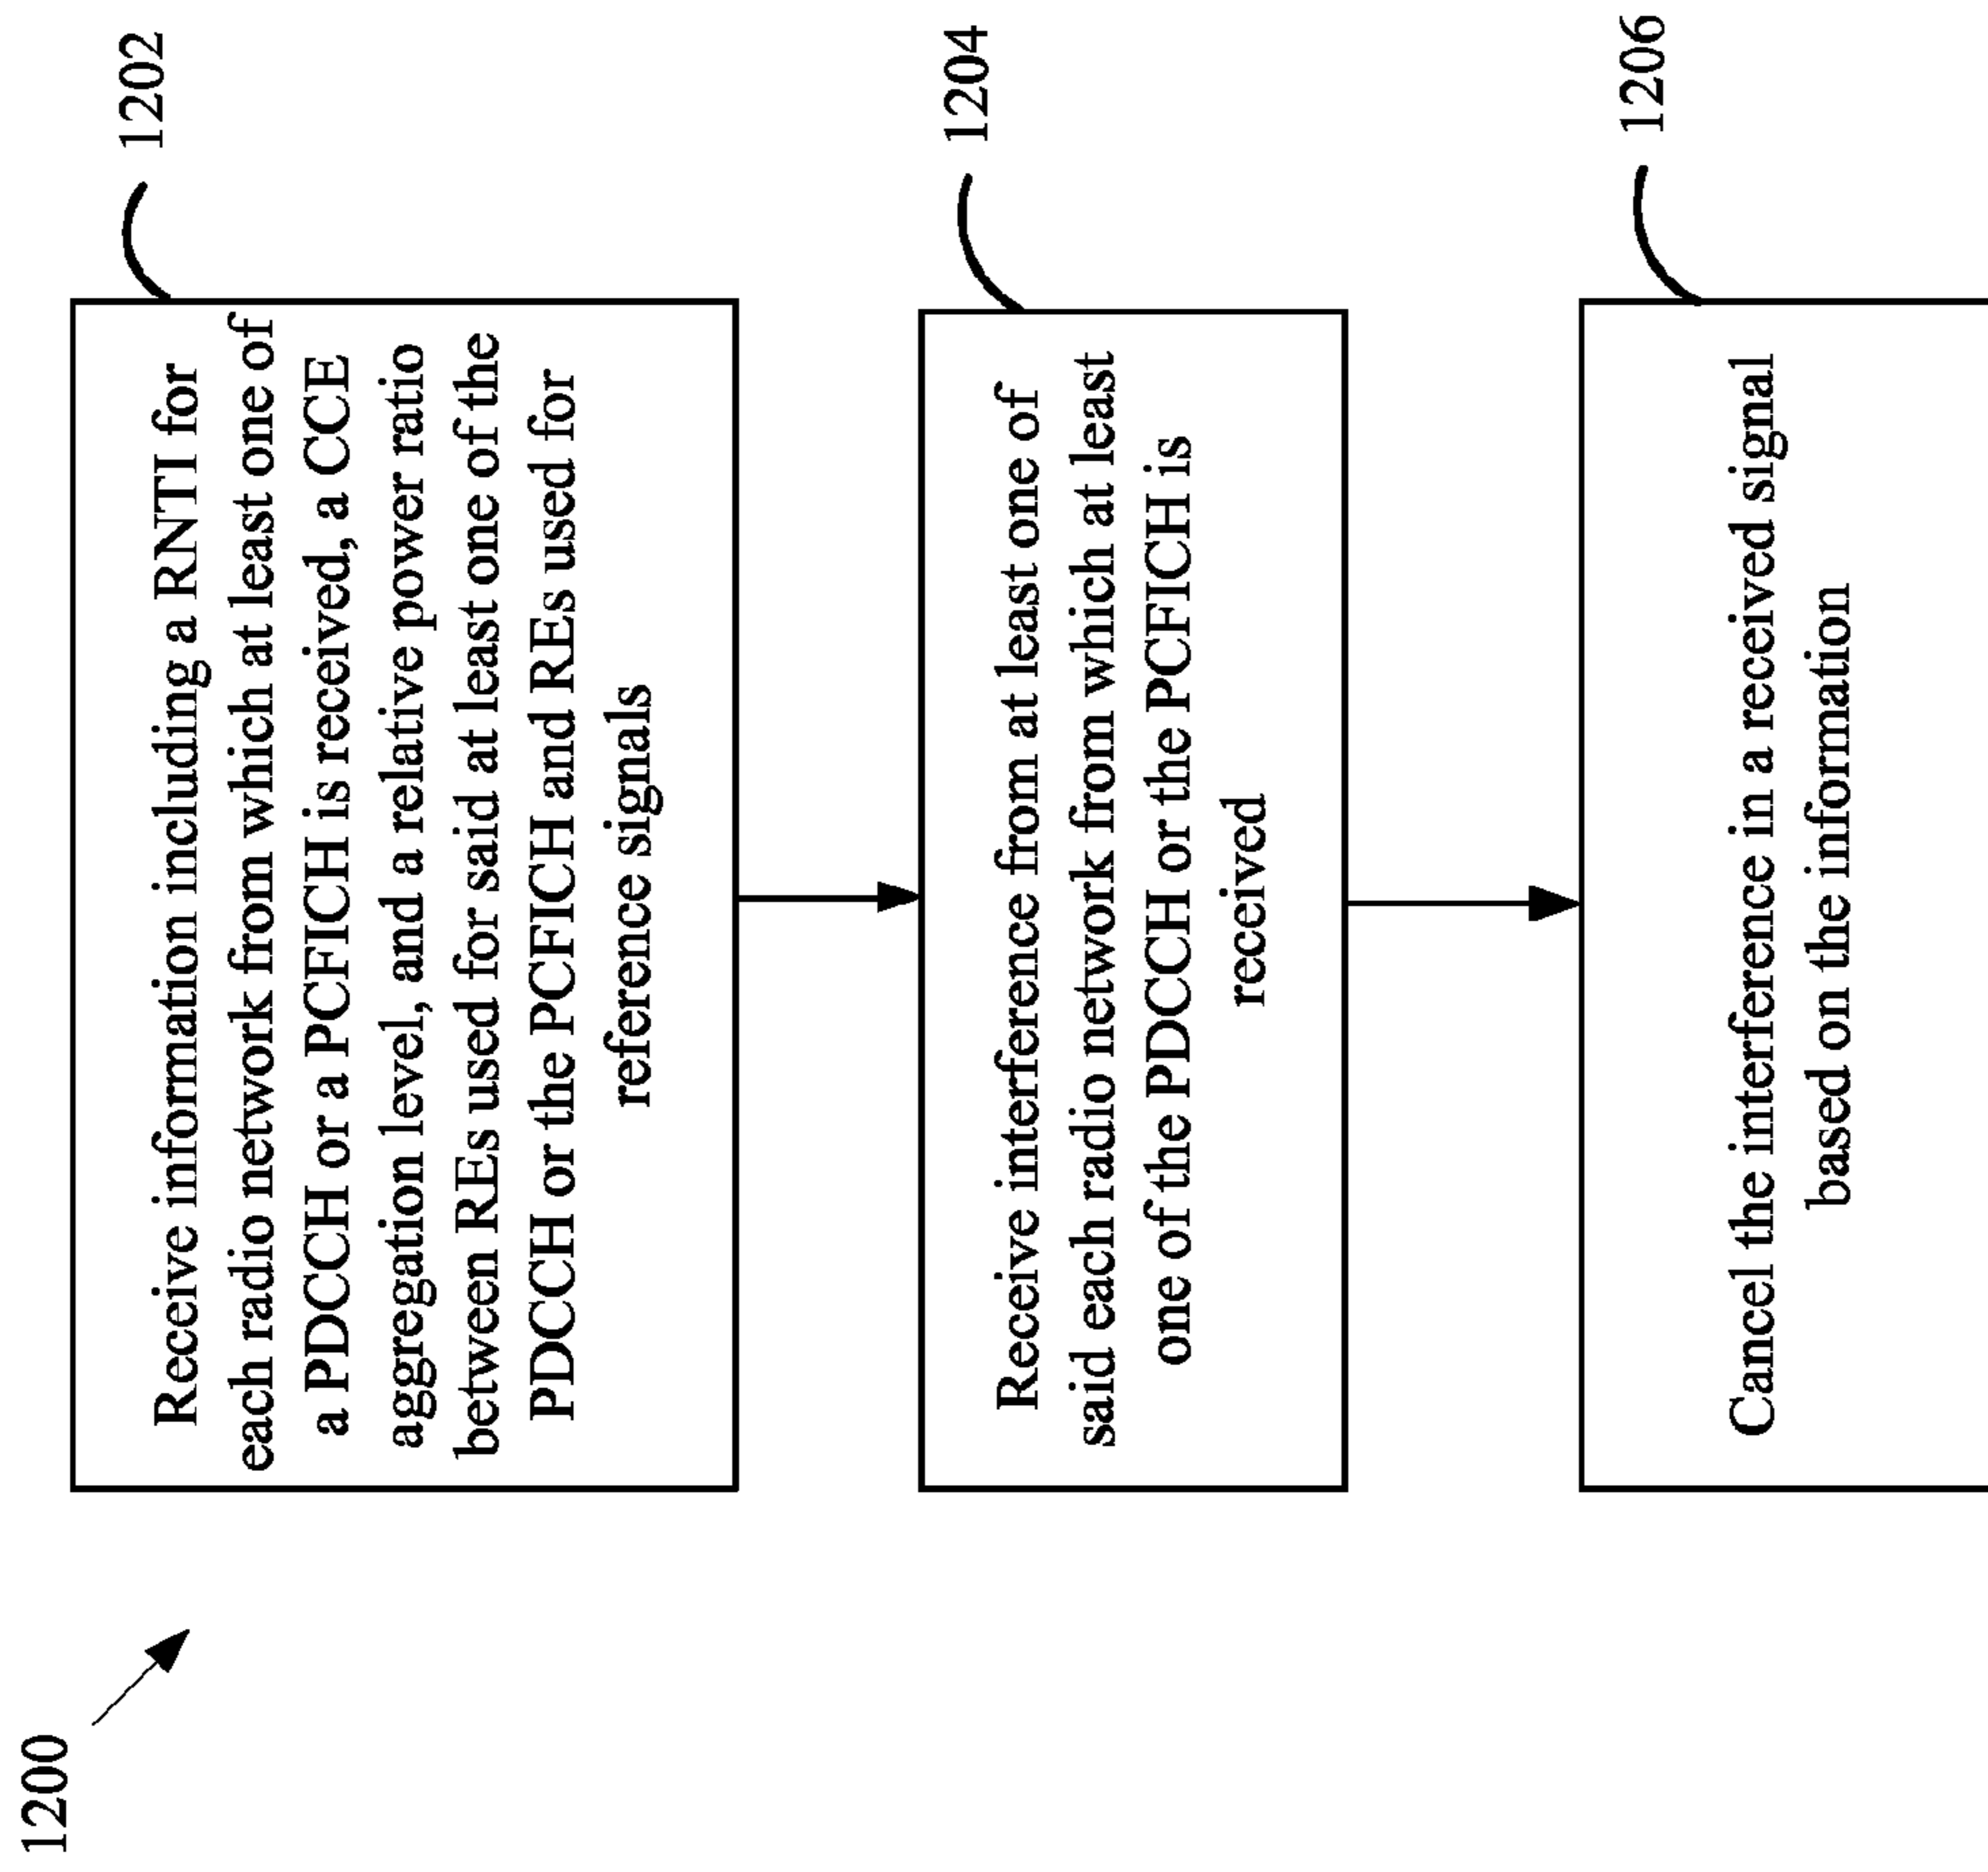 1200
1202
Receive information including a RNTI for
each radio network from which at least one of
a PDCCH or a PCFICH is received, a CCE
aggregation level, and a relative power ratio
between REs used for said at least one of the
PDCCH or the PCFICH and REs used for
reference signals
1204
Receive interference from at least one of
said each radio network from which at least
one of the PDCCH or the PCFICH is
received
1206
Cancel the interference in a received signal
based on the information